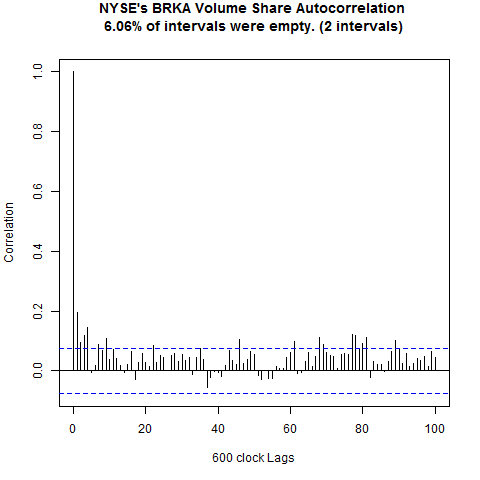 NYSE's BRKA Volume Share Autocorrelation
6.06% of intervals were empty. (2 intervals)
Correlation
1.0
0.8
0.6
0.4
0.2
0.0
0 20 40 60 80 100
600 clock Lags